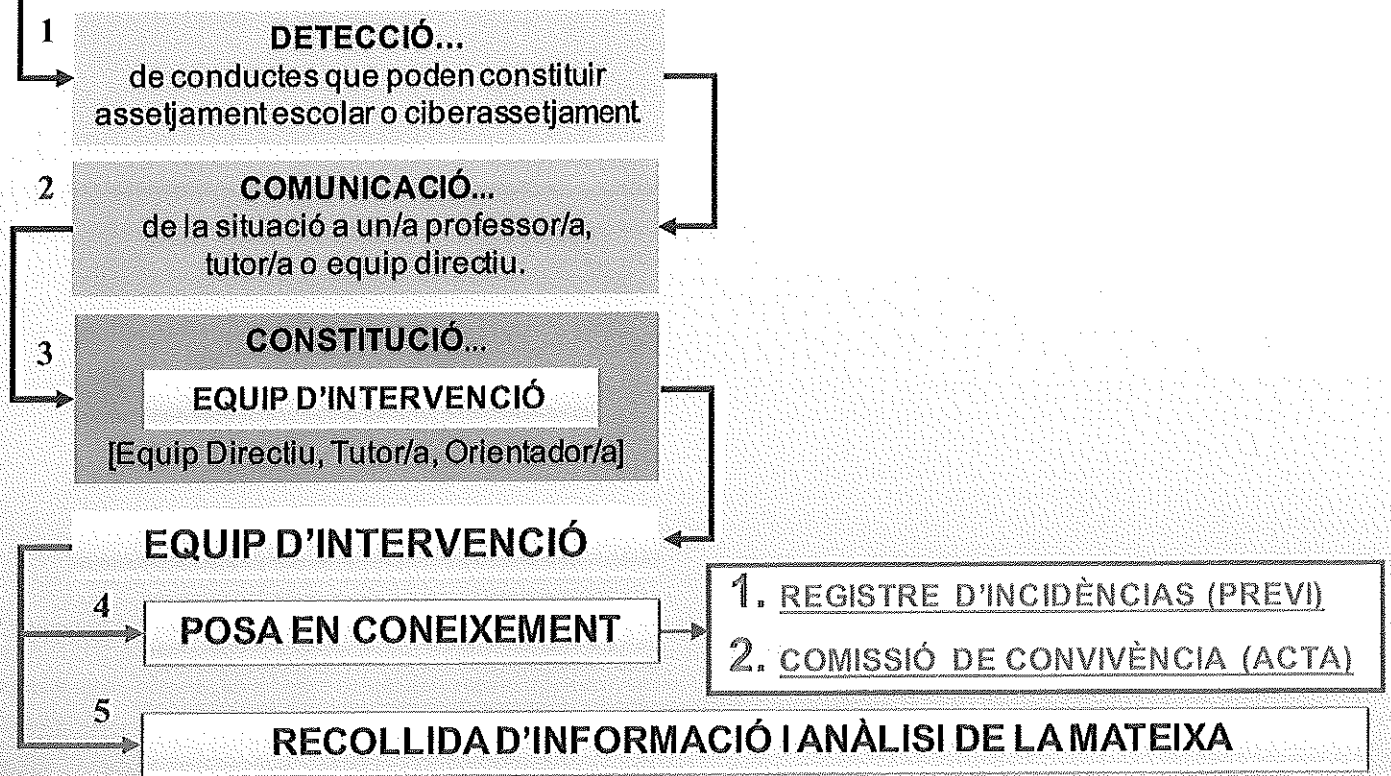 1
DETECCIÓ...
de conductes que poden constituir
assetjament escolar o ciberassetjament.
2
COMUNICACIÓ...
de la situació a un/a professor/a,
tutor/a o equip directiu.
3
CONSTITUCIÓ...
EQUIP D'INTERVENCIÓ
[Equip Directiu, Tutor/a, Orientador/a]
EQUIP D'INTERVENCIÓ
4
POSA EN CONEIXEMENT
1. REGISTRE D'INCIDÈNCIAS (PREVI)
2. COMISSIÓ DE CONVIVÈNCIA (ACTA)
5
RECOLLIDA D'INFORMACIÓ I ANÀLISI DE LA MATEIXA